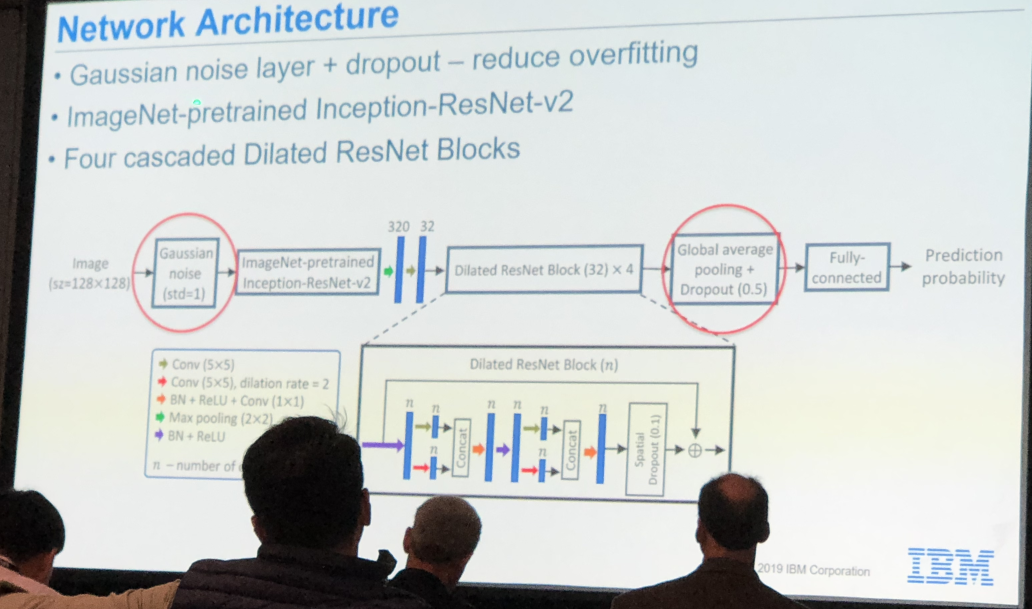 Network Architecture
• Gaussian noise layer + dropout – reduce overfitting
• ImageNet-pretrained Inception-ResNet-v2
• Four cascaded Dilated ResNet Blocks
320 32
Image
(sz=128×128)
Gaussian
noise
(std=1)
ImageNet-pretrained
Inception-ResNet-v2
Dilated ResNet Block (32) × 4
Global average
pooling +
Dropout (0.5)
Fully-
connected
Prediction
probability
Conv (5×5)
Conv (5×5), dilation rate = 2
BN + ReLU + Conv (1×1)
Max pooling (2×2)
BN + ReLU
n – number of
Dilated ResNet Block (n)
n n n n n n
n n
Concat
Concat
Spatial
Dropout (0.1)
2019 IBM Corporation
IBM